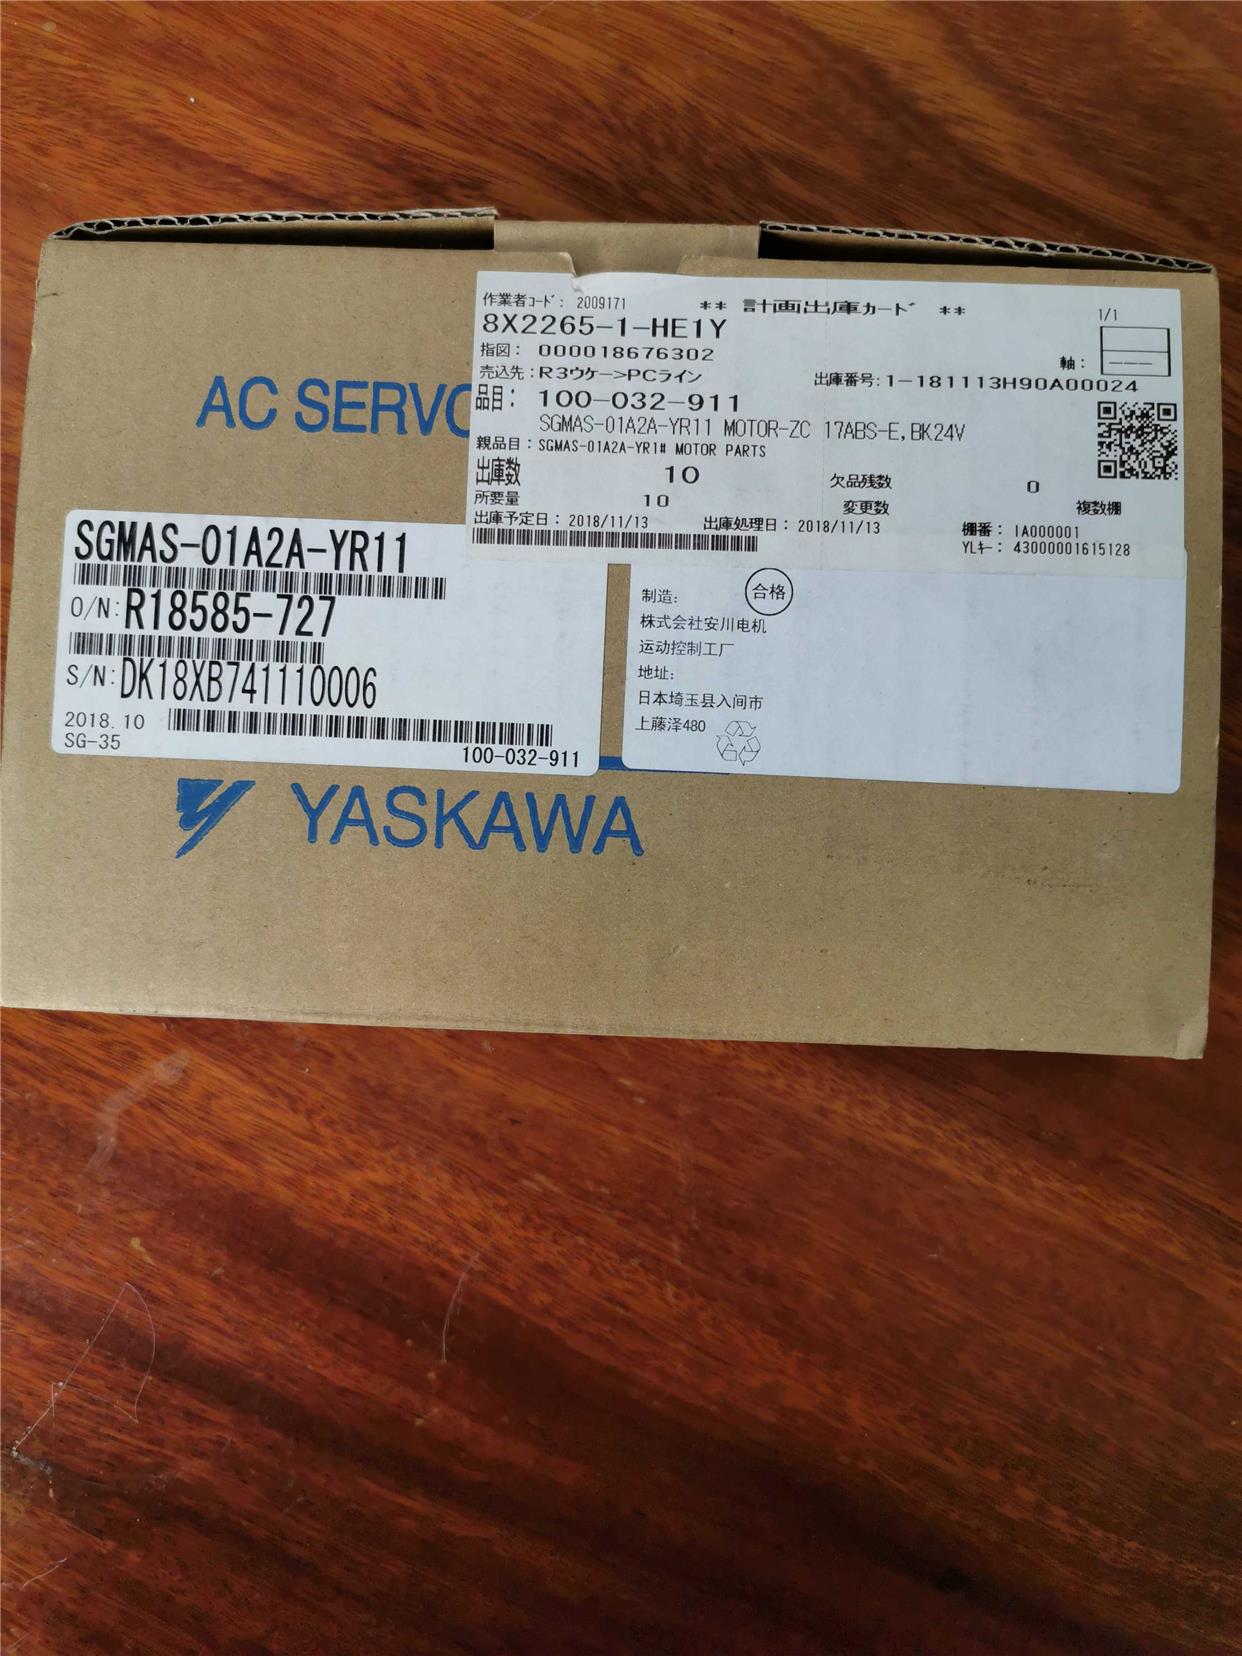 作業者ｺｰﾄﾞ: 2009171
** 計画出庫ｶｰﾄﾞ **
1/1
8X2265-1-HE1Y
指図: 000018676302
軸: ---
売込先:R3ウケ->PCライン
出庫番号:1-181113H90A00024
品目: 100-032-911
SGMAS-01A2A-YR11 MOTOR-ZC 17ABS-E,BK24V
親品目:SGMAS-01A2A-YR1# MOTOR PARTS
出庫数 10
欠品残数 0
所要量 10
変更数
複数棚
出庫予定日: 2018/11/13
出庫処理日: 2018/11/13
棚番: IA000001
YLｷｰ: 43000001615128
AC SERVO
SGMAS-01A2A-YR11
O/N:R18585-727
S/N:DK18XB741110006
2018.10
SG-35
100-032-911
制造:
合格
株式会社安川电机
运动控制工厂
地址:
日本埼玉县入间市
上藤泽480
YASKAWA